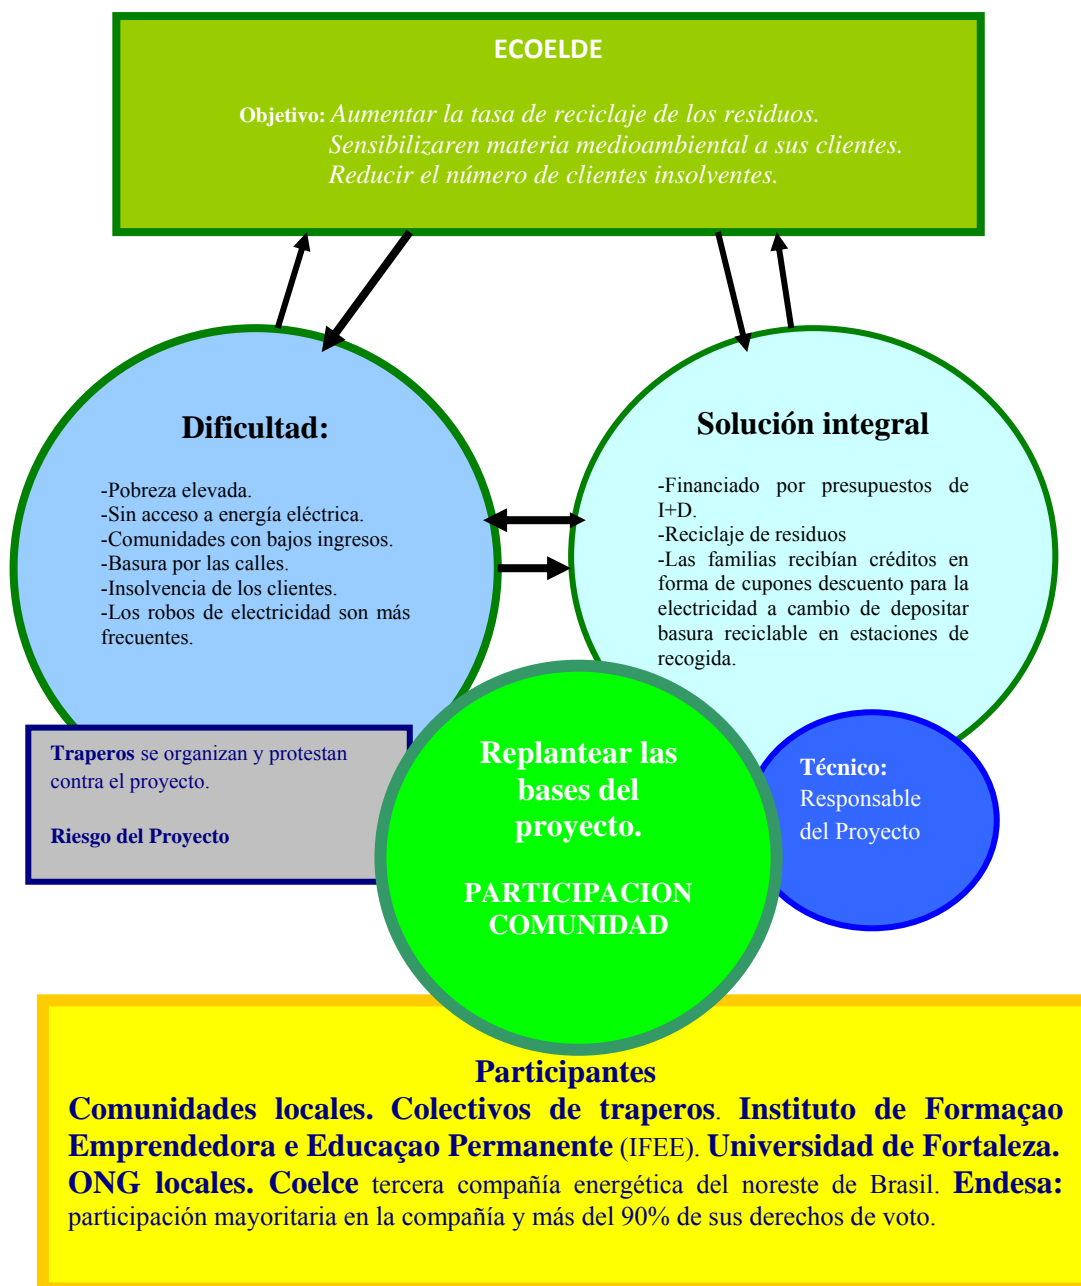 ECOELDE
Objetivo: Aumentar la tasa de reciclaje de los residuos.
Sensibilizaren materia medioambiental a sus clientes.
Reducir el número de clientes insolventes.
Dificultad:
-Pobreza elevada.
-Sin acceso a energía eléctrica.
-Comunidades con bajos ingresos.
-Basura por las calles.
-Insolvencia de los clientes.
-Los robos de electricidad son más
frecuentes.
Solución integral
-Financiado por presupuestos de
I+D.
-Reciclaje de residuos
-Las familias recibían créditos en
forma de cupones descuento para la
electricidad a cambio de depositar
basura reciclable en estaciones de
recogida.
Traperos se organizan y protestan
contra el proyecto.
Riesgo del Proyecto
Replantear las
bases del
proyecto.
PARTICIPACION
COMUNIDAD
Técnico:
Responsable
del Proyecto
Participantes
Comunidades locales. Colectivos de traperos. Instituto de Formaçao
Emprendedora e Educaçao Permanente (IFEE). Universidad de Fortaleza.
ONG locales. Coelce tercera compañía energética del noreste de Brasil. Endesa:
participación mayoritaria en la compañía y más del 90% de sus derechos de voto.